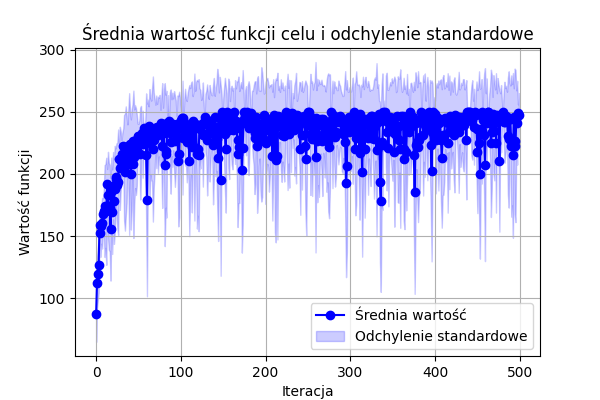 Średnia wartość funkcji celu i odchylenie standardowe
300
250
200
150
100
Wartość funkcji
0
100
200
300
400
500
Iteracja
Średnia wartość
Odchylenie standardowe